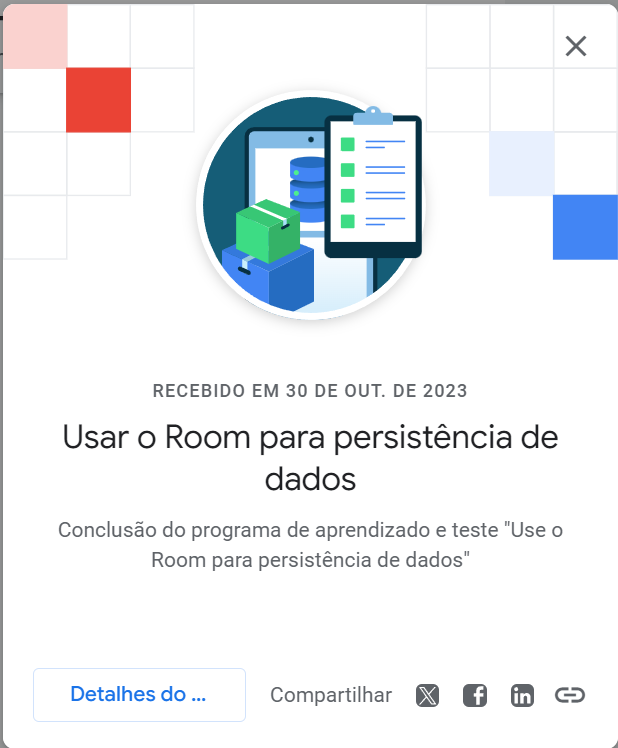 RECEBIDO EM 30 DE OUT. DE 2023
Usar o Room para persistência de
dados
Conclusão do programa de aprendizado e teste "Use o
Room para persistência de dados"
Detalhes do ...
Compartilhar